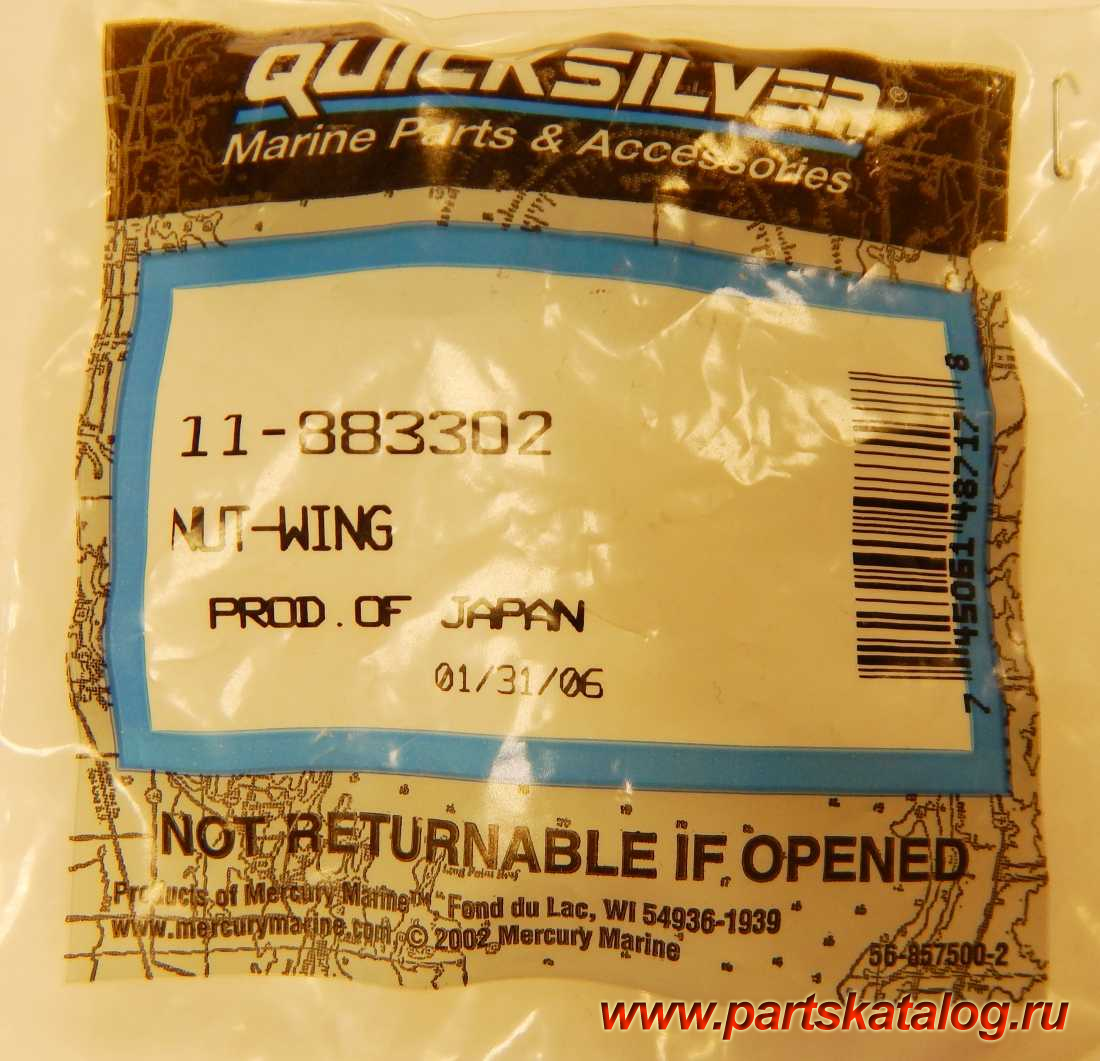 QUICKSILVER®
Marine Parts & Accessories
11-883302
NUT-WING
PROD. OF JAPAN
01/31/06
7 45061 48717 8
NOT RETURNABLE IF OPENED
Products of Mercury Marine™, Fond du Lac, WI 54936-1939
www.mercurymarine.com © 2002 Mercury Marine
56-857500-2
www.partskatalog.ru